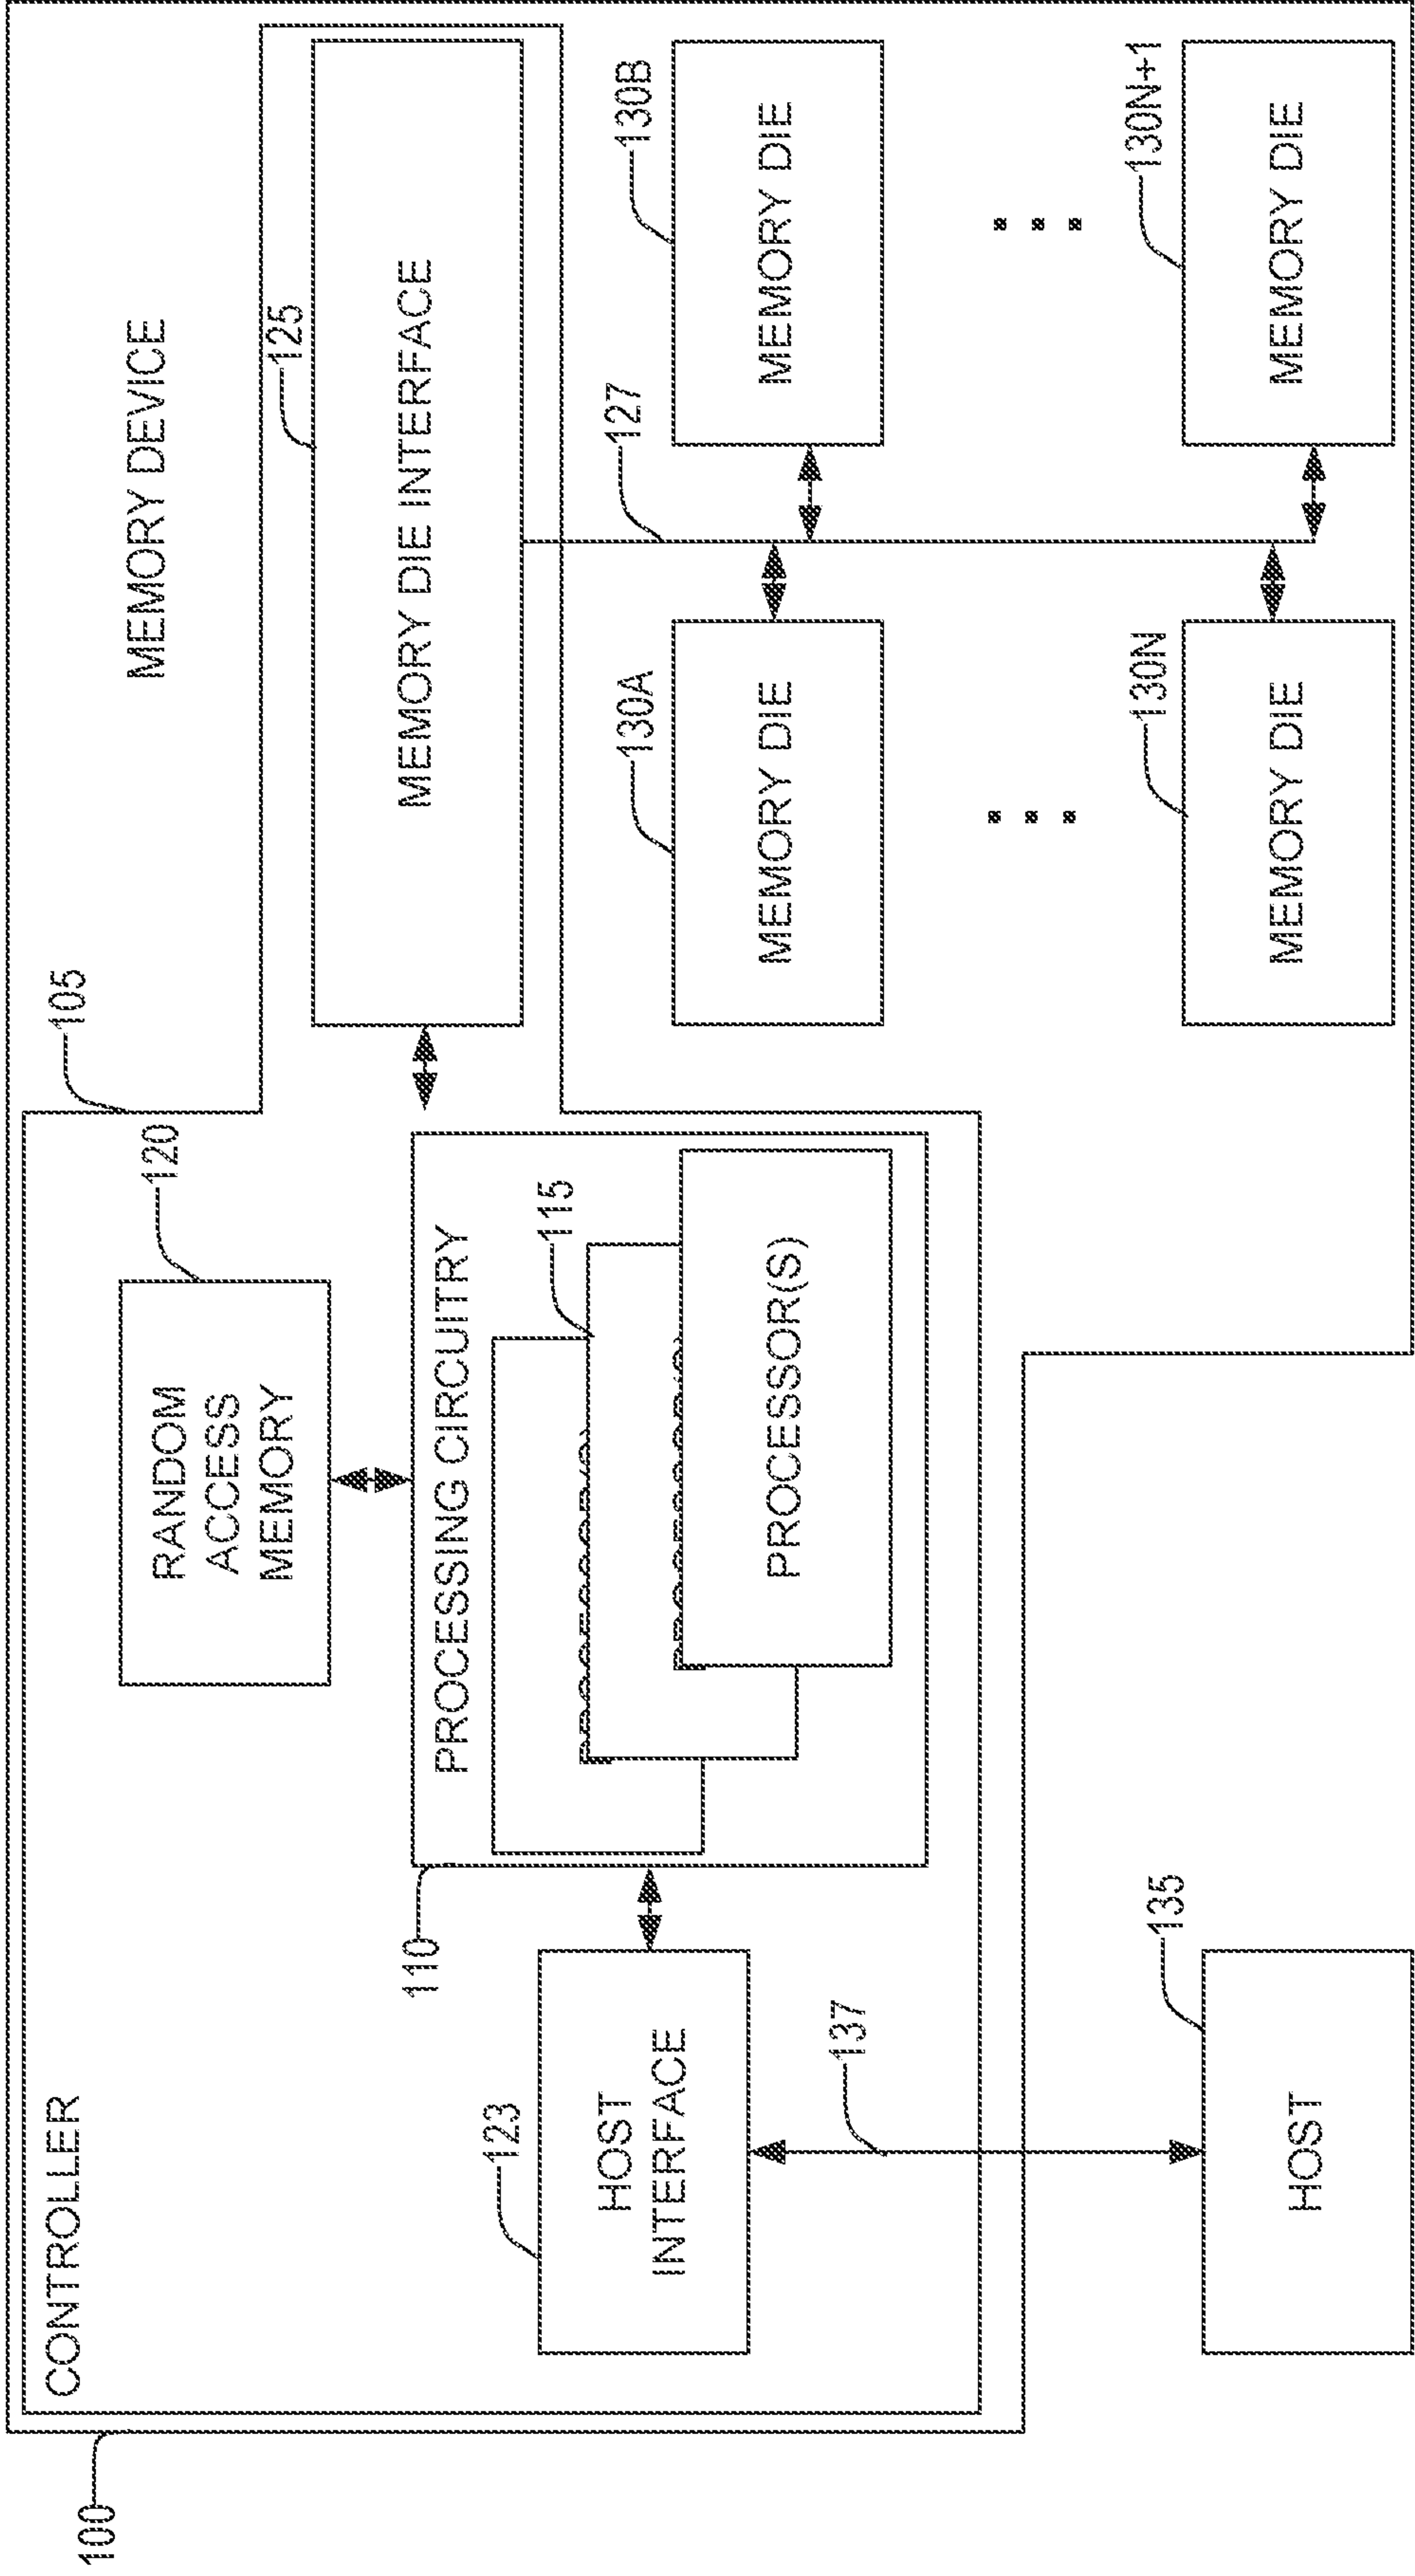 100
CONTROLLER
105
MEMORY DEVICE
120
RANDOM
ACCESS
MEMORY
125
MEMORY DIE INTERFACE
110
PROCESSING CIRCUITRY
115
PROCESSOR(S)
123
HOST
INTERFACE
137
127
130A
MEMORY DIE
130B
MEMORY DIE
130N
MEMORY DIE
130N+1
MEMORY DIE
135
HOST